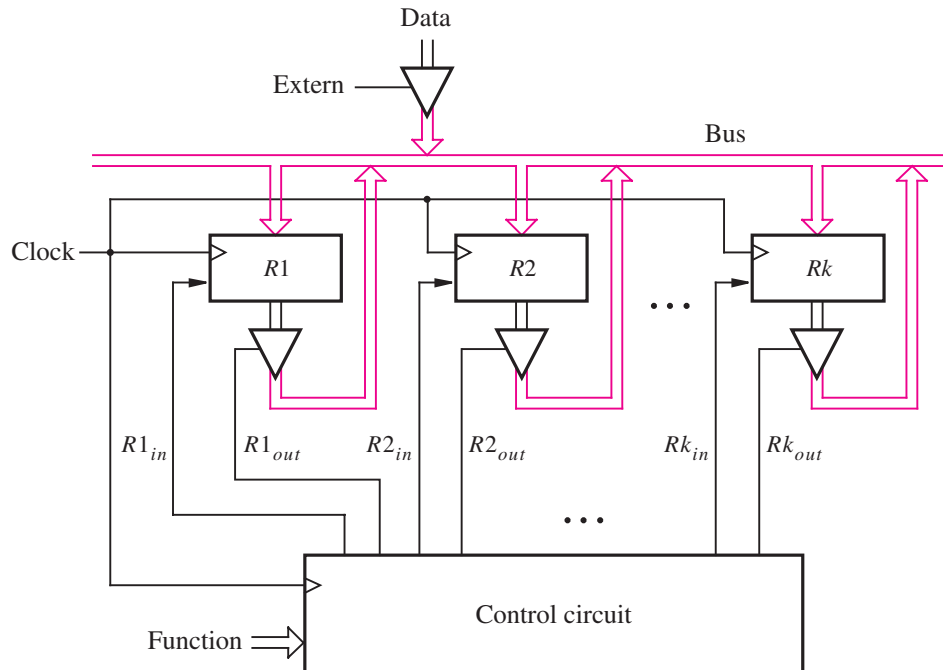 Data
Extern
Bus
Clock
R1
R2
Rk
• • •
R1in
R1out
R2in
R2out
Rkin
Rkout
• • •
Control circuit
Function